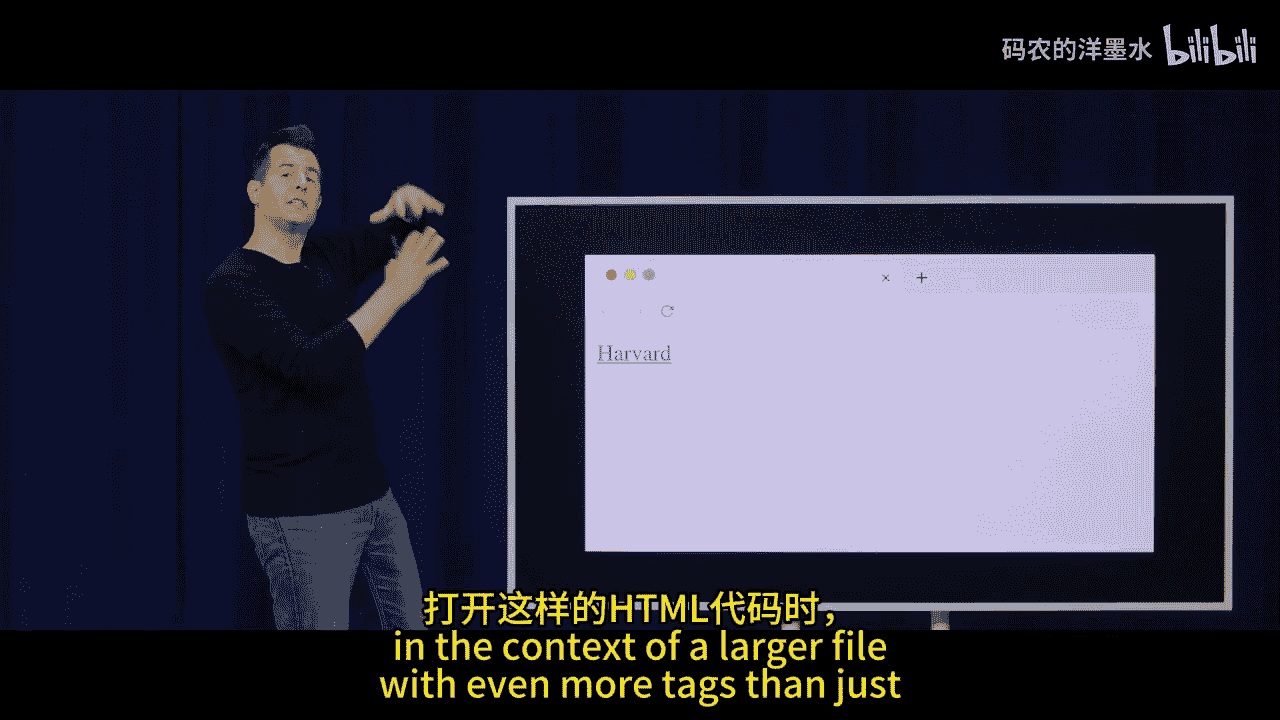 码农的洋墨水 bilibili
Harvard
打开这样的HTML代码时，
in the context of a larger file
with even more tags than just